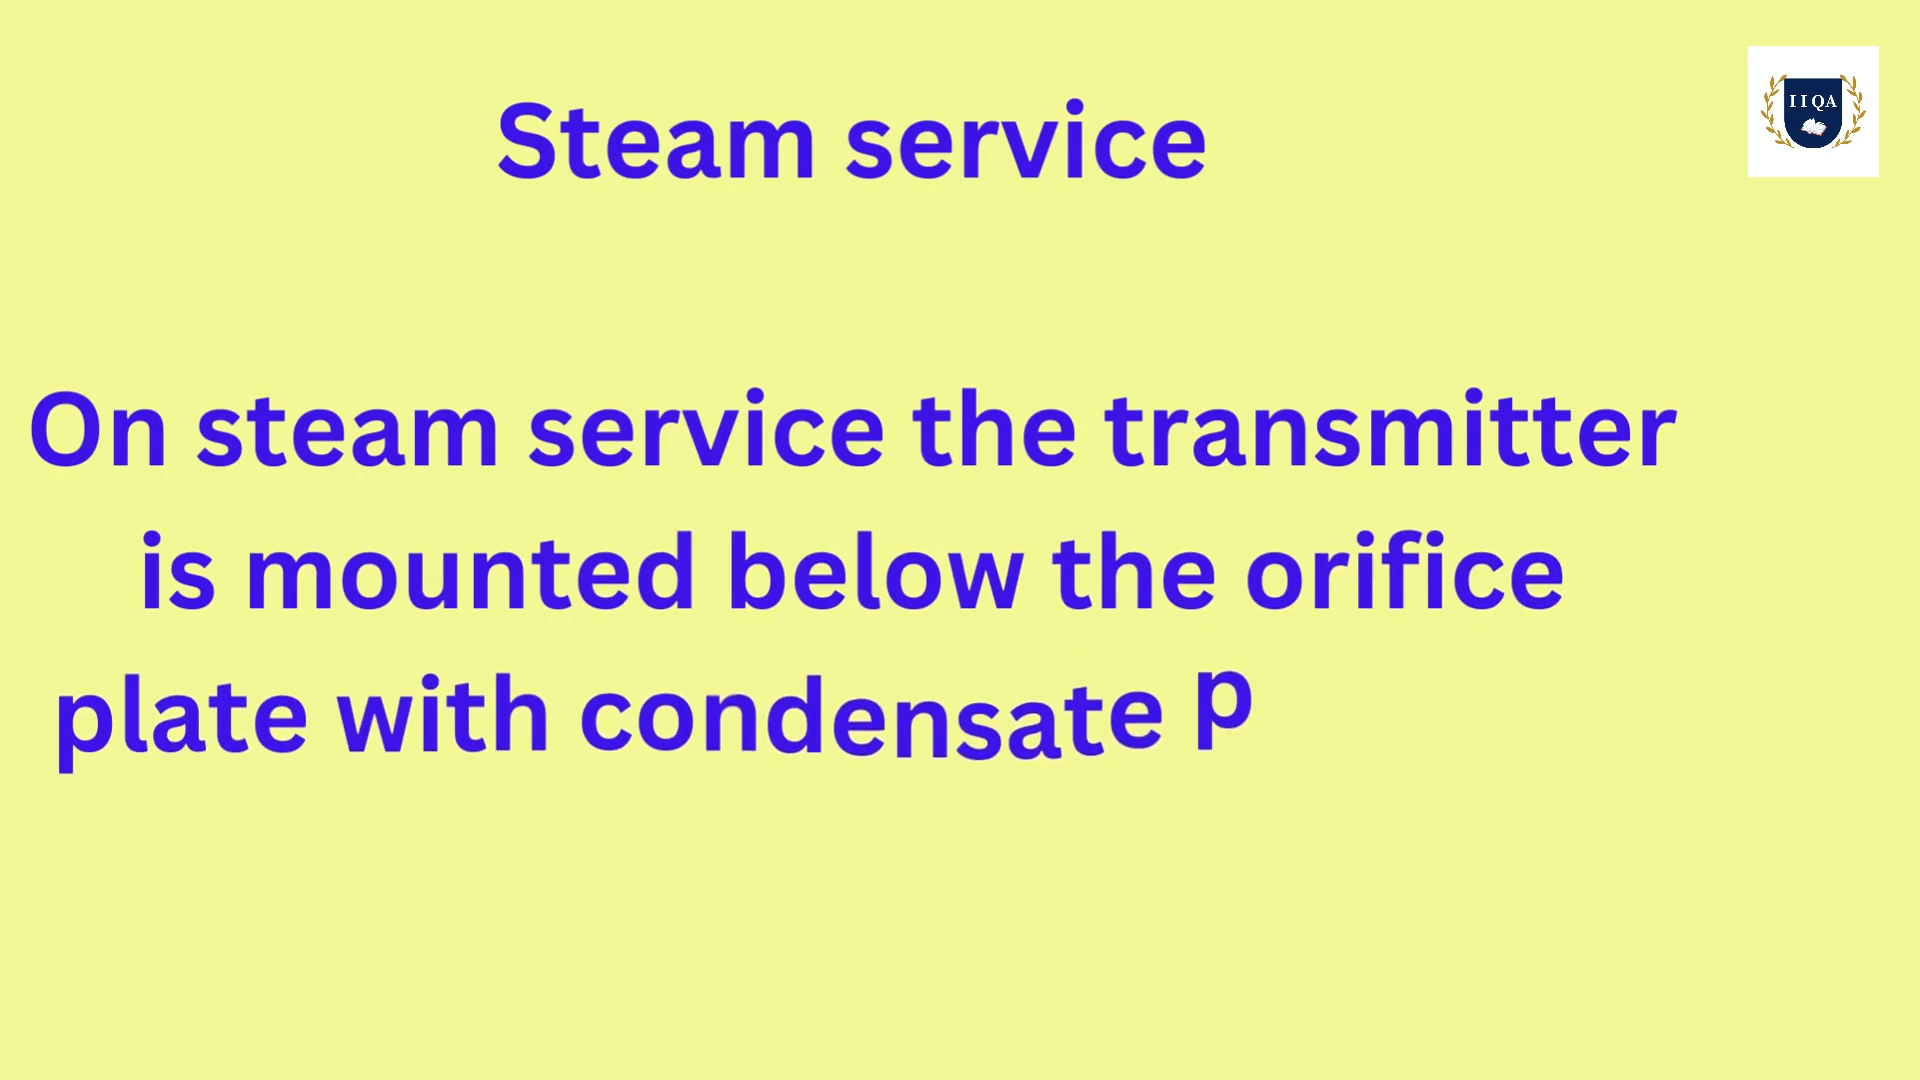 Steam service
IIQA
On steam service the transmitter
is mounted below the orifice
plate with condensate p